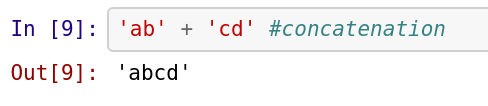 In [9]: 'ab' + 'cd' #concatenation
Out[9]: 'abcd'